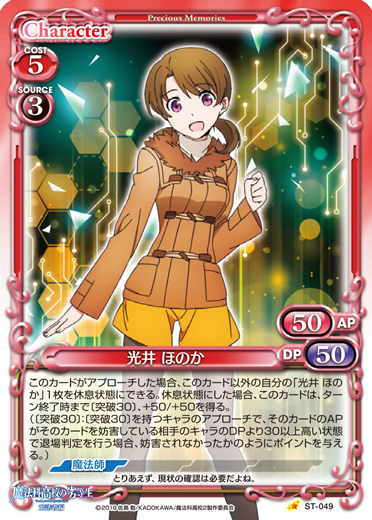 Precious Memories
Character
COST
5
SOURCE
3
50 AP
DP 50
光井 ほのか
このカードがアプローチした場合、このカード以外の自分の「光井 ほの
か」1枚を休息状態にできる。休息状態にした場合、このカードは、ター
ン終了時まで〔突破30〕、+50/+50を得る。
(〔突破30〕:〔突破30〕を持つキャラのアプローチで、そのキャラのAP
がそのキャラを妨害している相手のキャラのDPより30以上高い状態
で退場判定を行う場合、妨害されなかったかのようにポイントを与え
る。)
魔法師
とりあえず、現状の確認は必要だよね。
魔法科高校の劣等生
©2019 佐島 勤/KADOKAWA/魔法科高校2製作委員会
ST-049